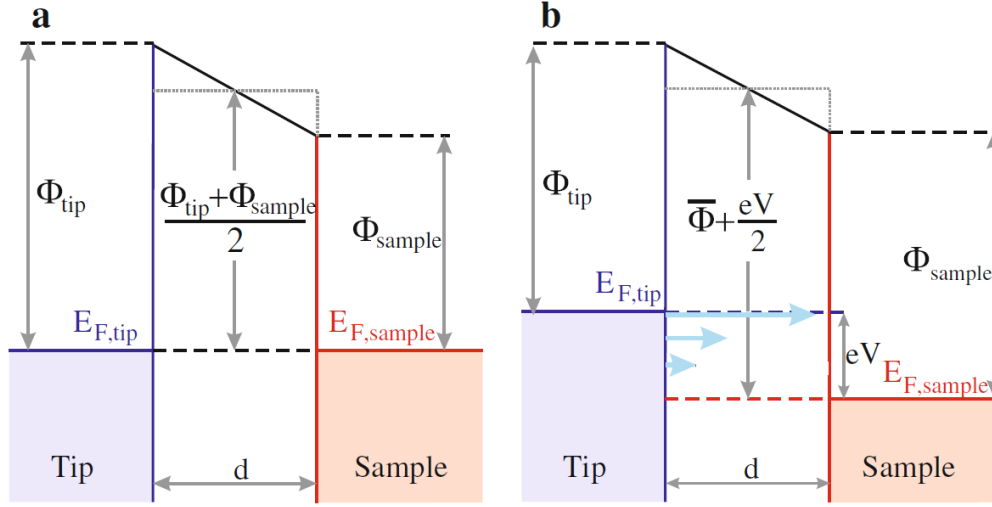 a
Φtip
Φtip+Φsample
2
Φsample
EF,tip
EF,sample
Tip
d
Sample
b
Φtip
Φ̅+eV
2
Φsample
EF,tip
eV
EF,sample
Tip
d
Sample